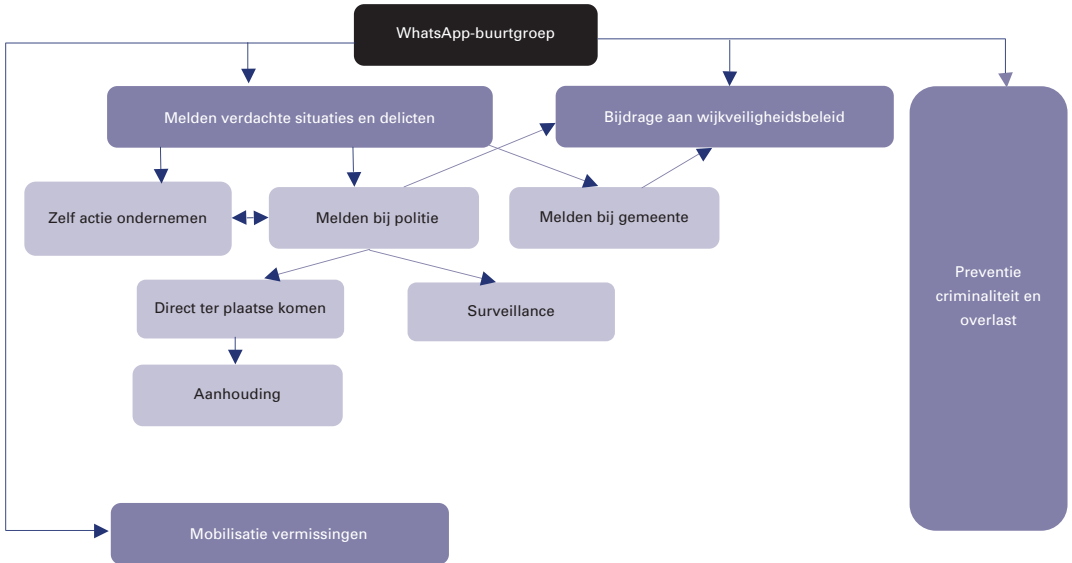 WhatsApp-buurtgroep
Melden verdachte situaties en delicten
Bijdrage aan wijkveiligheidsbeleid
Zelf actie ondernemen
Melden bij politie
Melden bij gemeente
Direct ter plaatse komen
Surveillance
Aanhouding
Preventie
criminaliteit en
overlast
Mobilisatie vermissingen